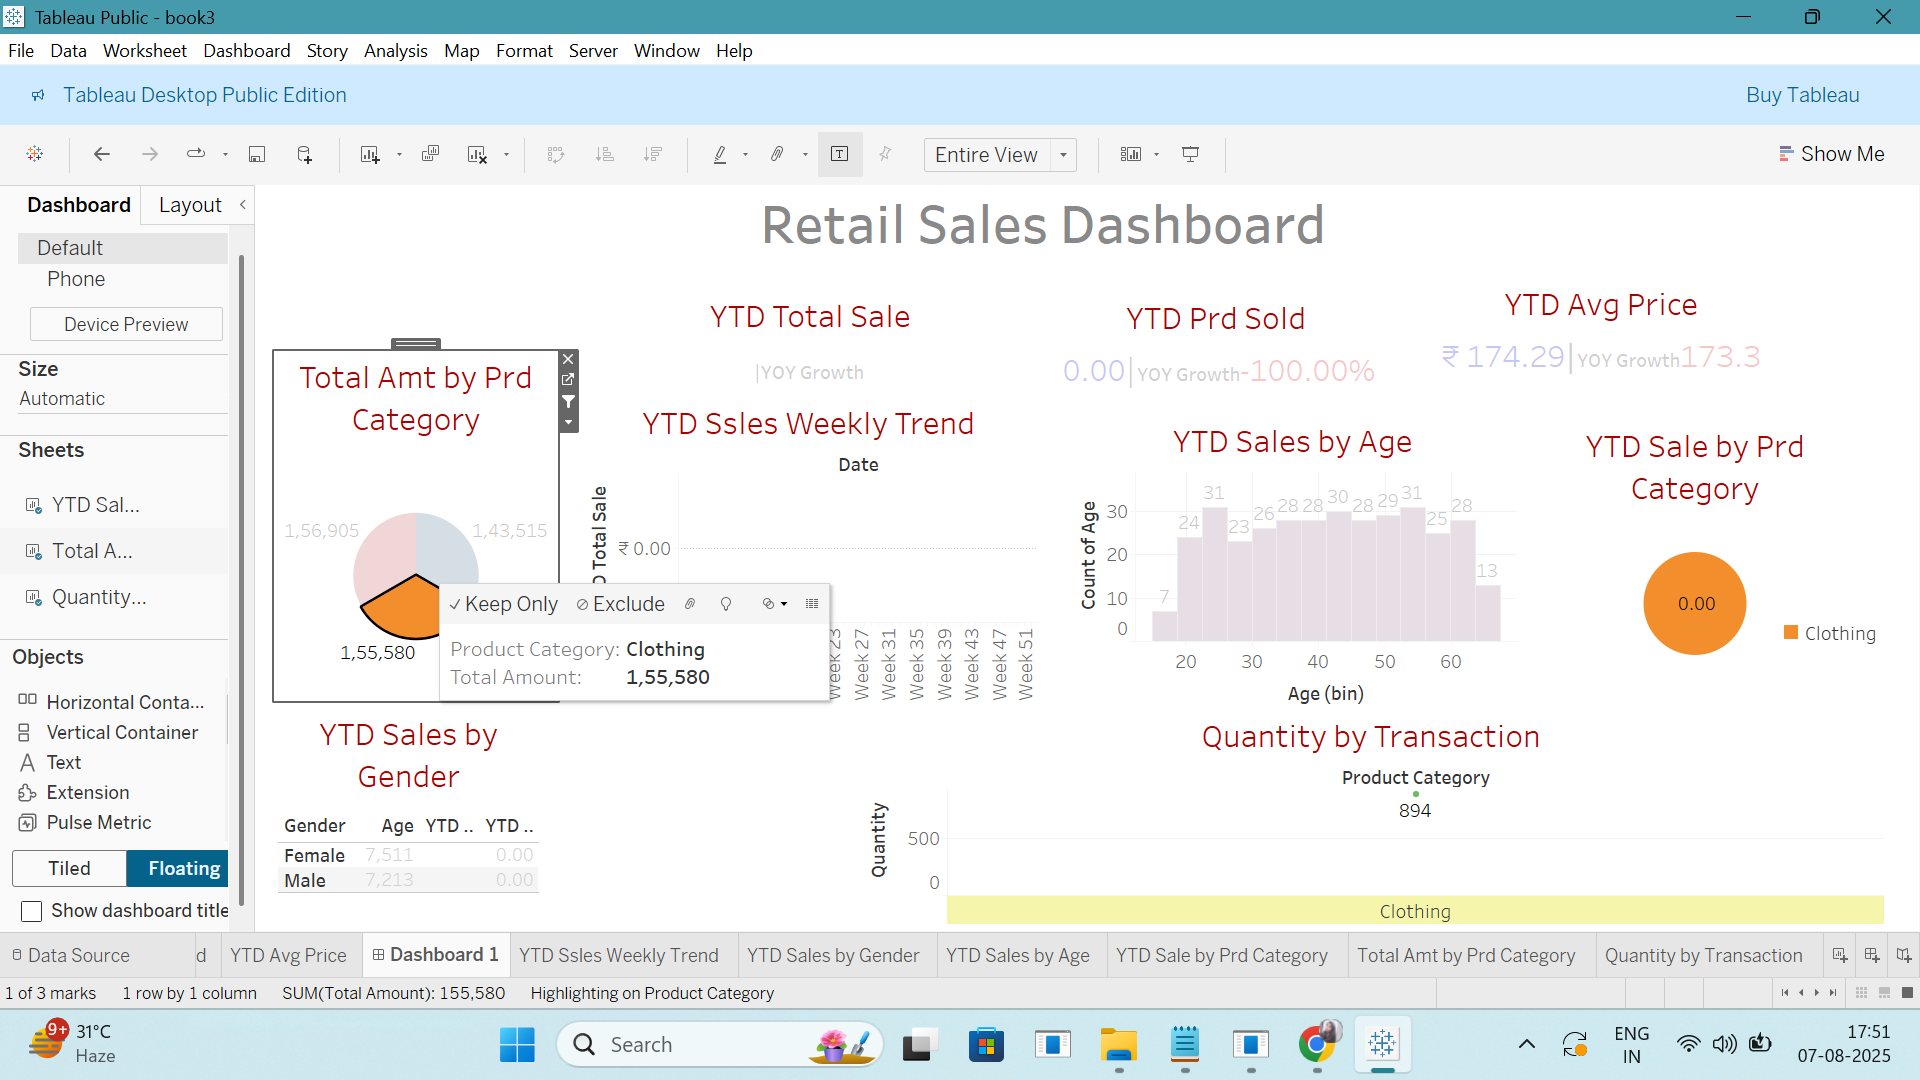 Tableau Public - book3
File Data Worksheet Dashboard Story Analysis Map Format Server Window Help
Tableau Desktop Public Edition
Buy Tableau
Entire View
Show Me
Dashboard Layout
Default
Phone
Device Preview
Size
Automatic
Sheets
YTD Sal...
Total A...
Quantity...
Objects
Horizontal Conta...
Vertical Container
Text
Extension
Pulse Metric
Tiled Floating
Show dashboard title
Retail Sales Dashboard
YTD Total Sale
|YOY Growth
YTD Prd Sold
0.00|YOY Growth-100.00%
YTD Avg Price
₹ 174.29|YOY Growth173.3
Total Amt by Prd
Category
1,56,905
1,43,515
1,55,580
Keep Only Exclude
Product Category: Clothing
Total Amount: 1,55,580
YTD Ssles Weekly Trend
Date
Total Sale
₹ 0.00
Week 23
Week 27
Week 31
Week 35
Week 39
Week 43
Week 47
Week 51
YTD Sales by Age
Count of Age
30
20
10
0
7
24
31
23
26
28
28
30
28
29
31
25
28
13
20 30 40 50 60
Age (bin)
YTD Sale by Prd
Category
0.00
Clothing
YTD Sales by
Gender
Gender Age YTD .. YTD ..
Female 7,511 0.00
Male 7,213 0.00
Quantity by Transaction
Product Category
894
Quantity
500
0
Clothing
Data Source d YTD Avg Price Dashboard 1 YTD Ssles Weekly Trend YTD Sales by Gender YTD Sales by Age YTD Sale by Prd Category Total Amt by Prd Category Quantity by Transaction
1 of 3 marks 1 row by 1 column SUM(Total Amount): 155,580 Highlighting on Product Category
9+
31°C
Haze
Search
ENG
IN
17:51
07-08-2025